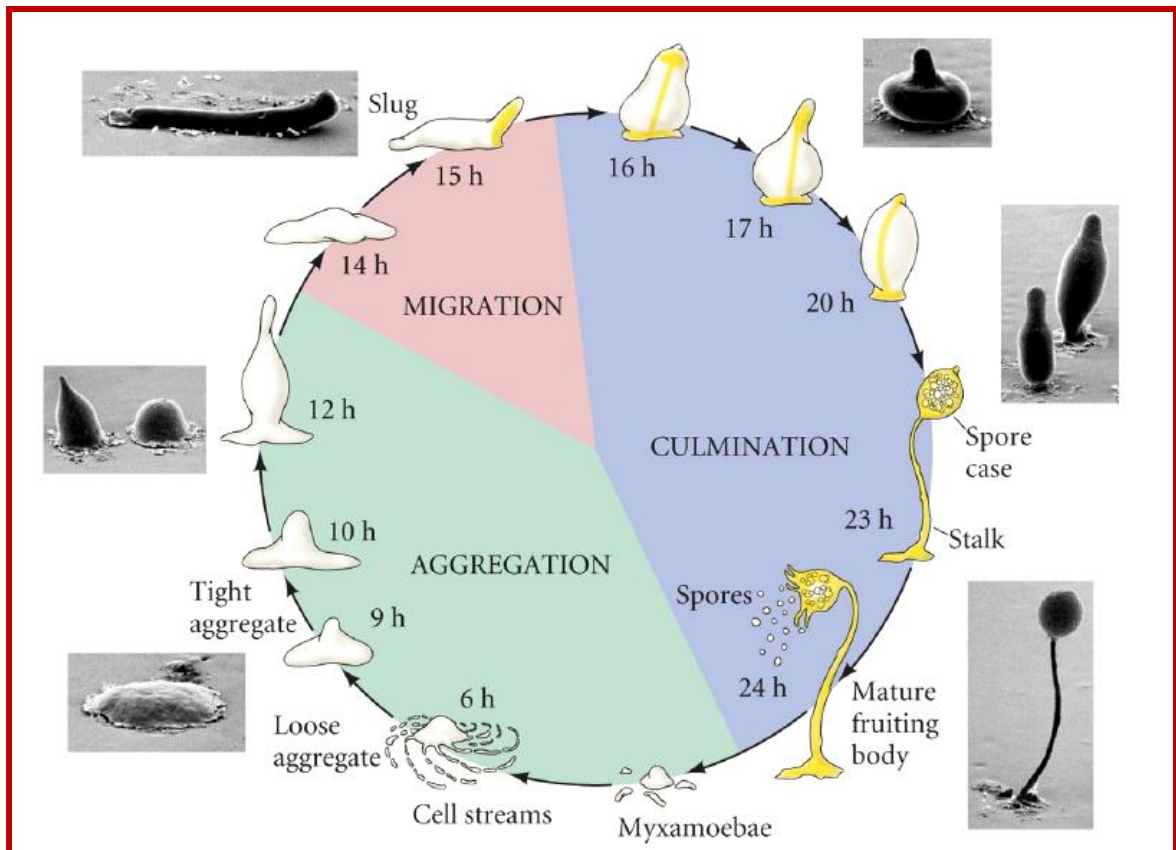 Slug
15 h
16 h
17 h
14 h
20 h
MIGRATION
12 h
CULMINATION
Spore
case
23 h
Stalk
10 h
AGGREGATION
Tight
aggregate
9 h
Spores
24 h
6 h
Mature
fruiting
body
Loose
aggregate
Cell streams
Myxamoebae